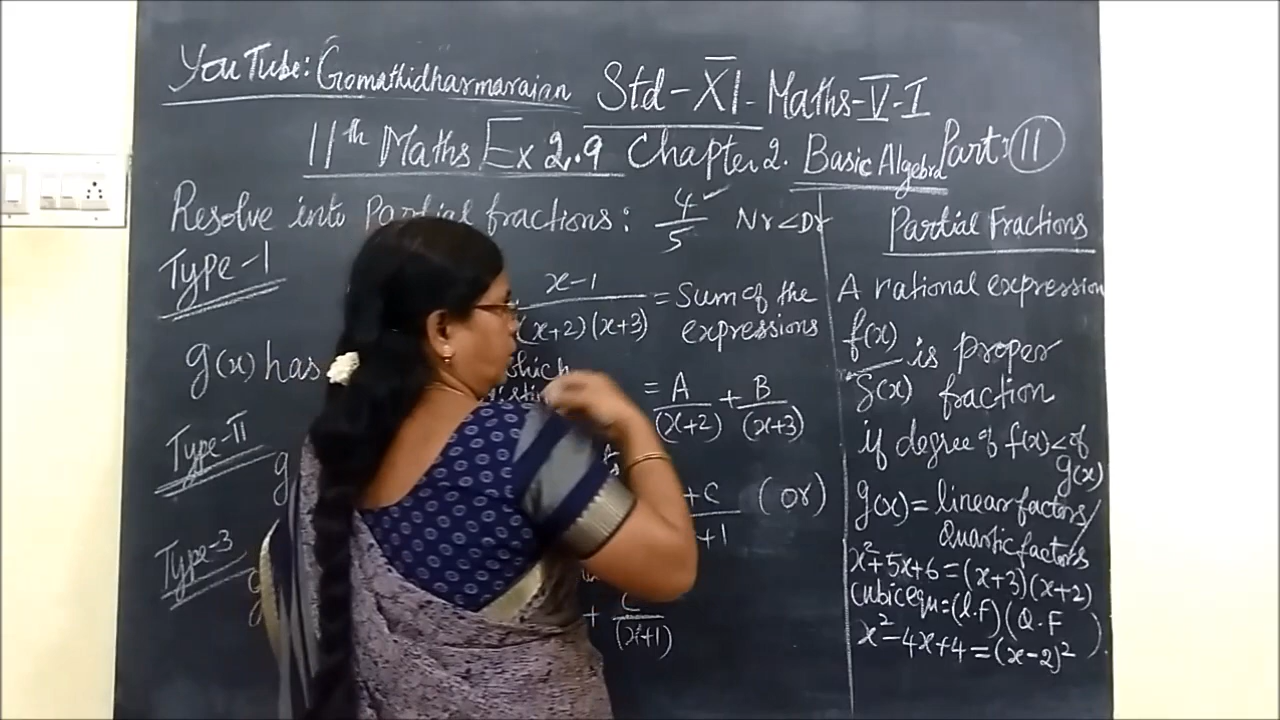 YouTube: Gomathidharmarajan Std-XI- Maths-V-I
11th Maths Ex 2.9 Chapter 2. Basic Algebra Part: 11
Resolve into Partial fractions: 4/5 Nr<Dr
Type-1
x-1/(x+2)(x+3) = Sum of the
expressions
g(x) has
which
= A/(x+2) + B/(x+3)
Type-II
g
+C/+1 (or)
Type-3
g
+ C/(x+1)
Partial Fractions
A rational expression
f(x)
is proper
g(x) fraction
if degree of f(x)< of
g(x)
g(x) = linear factors/
Quartic factors
x²+5x+6=(x+3)(x+2)
cubic equ=(l.f)(Q.F).
x²-4x+4=(x-2)²